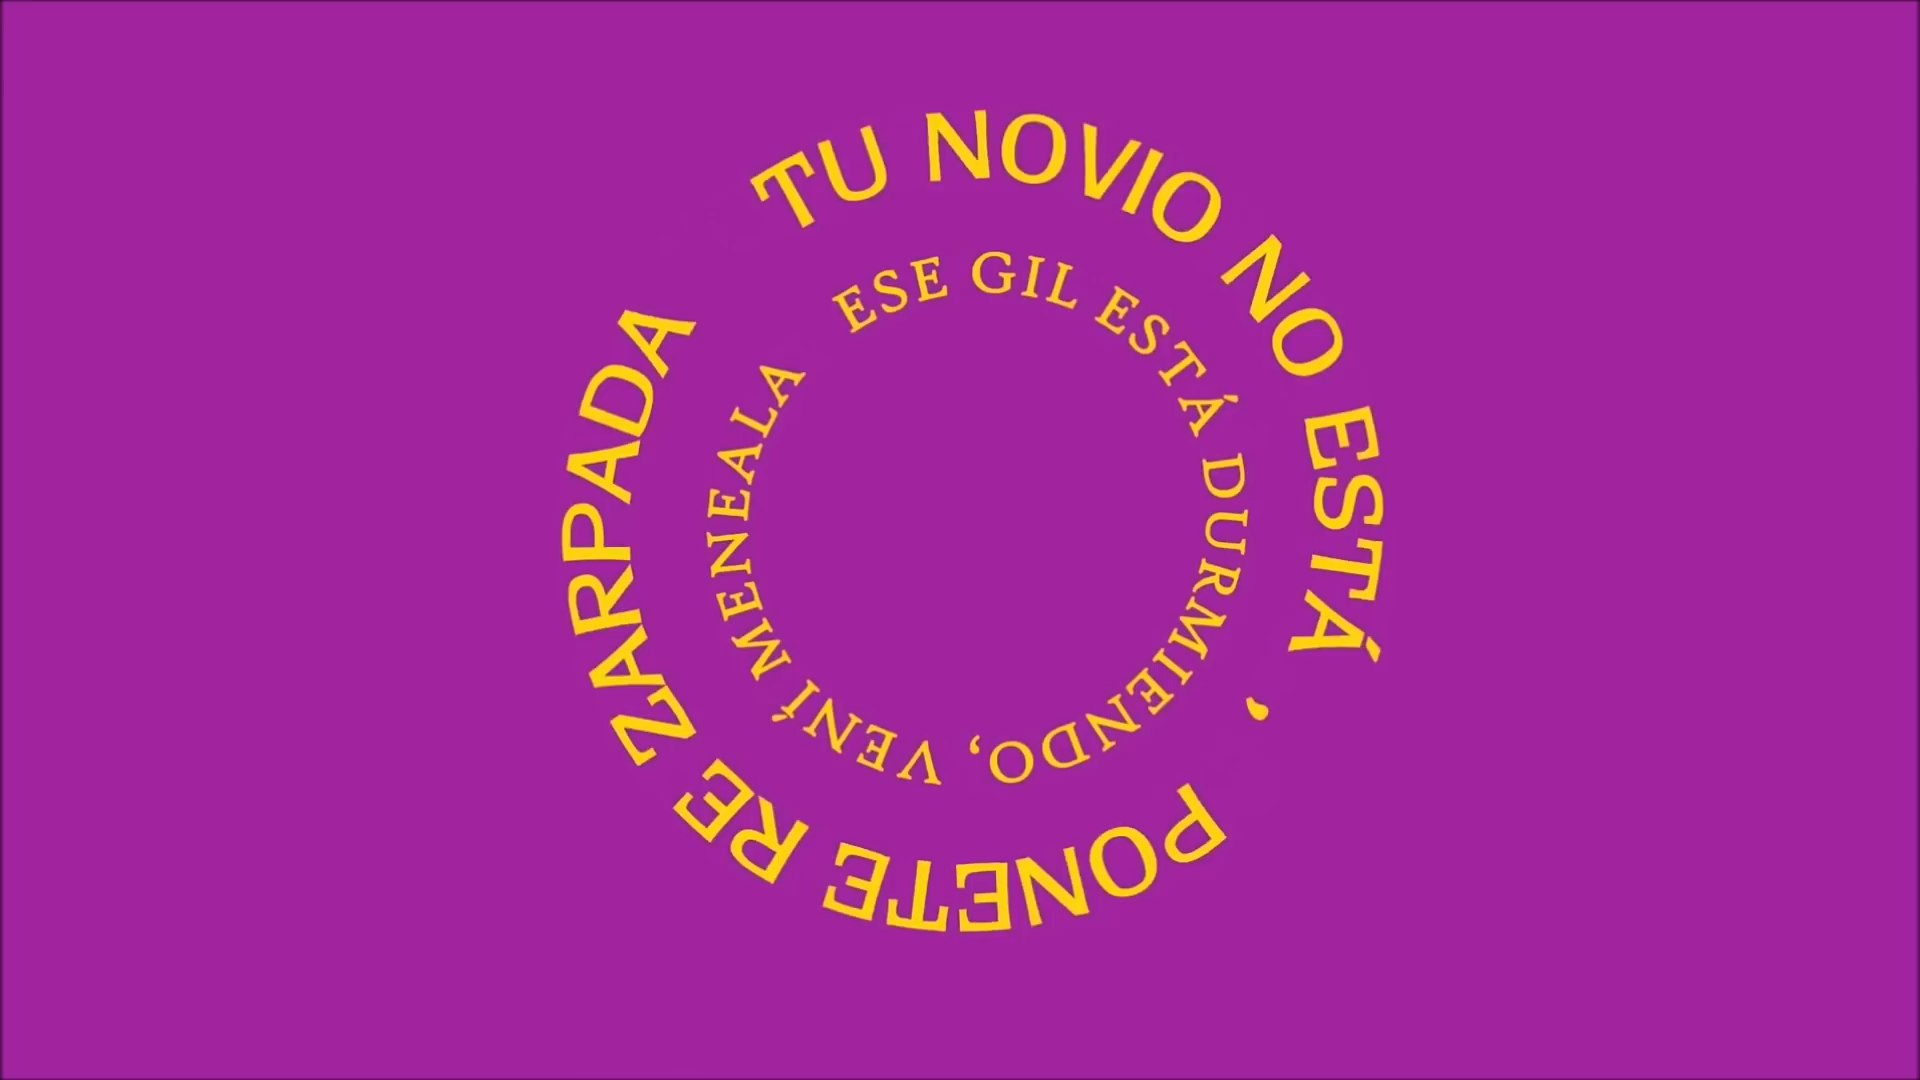 TU NOVIO NO ESTÁ , PONETE RE ZARPADA
ESE GIL ESTÁ DURMIENDO, VENÍ MENEALA